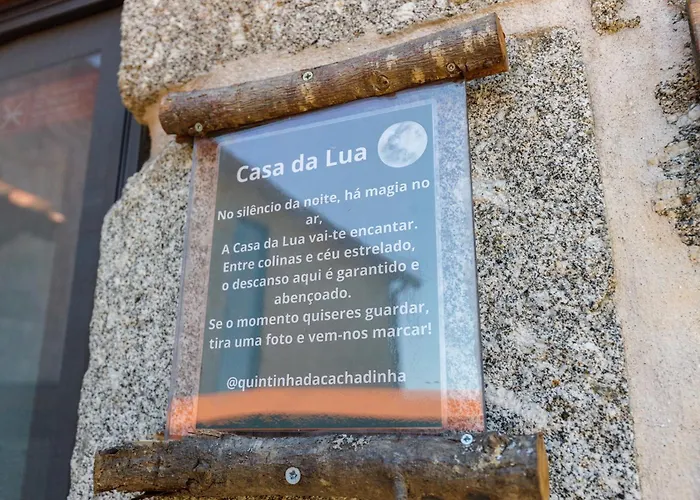 Casa da Lua
No silêncio da noite, há magia no
ar,
A Casa da Lua vai-te encantar.
Entre colinas e céu estrelado,
o descanso aqui é garantido e
abençoado.
Se o momento quiseres guardar,
tira uma foto e vem-nos marcar!
@quintinhadacachadinha